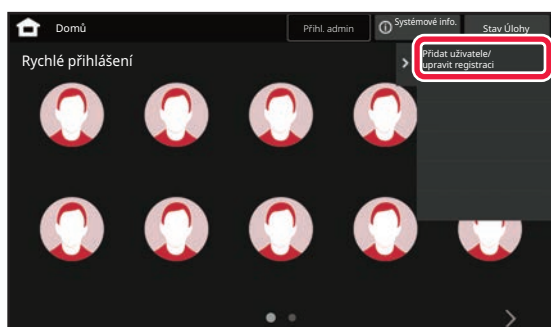 Domů
Přihl. admin
Systémové info.
Stav Úlohy
Rychlé přihlášení
Přidat uživatele/
upravit registraci